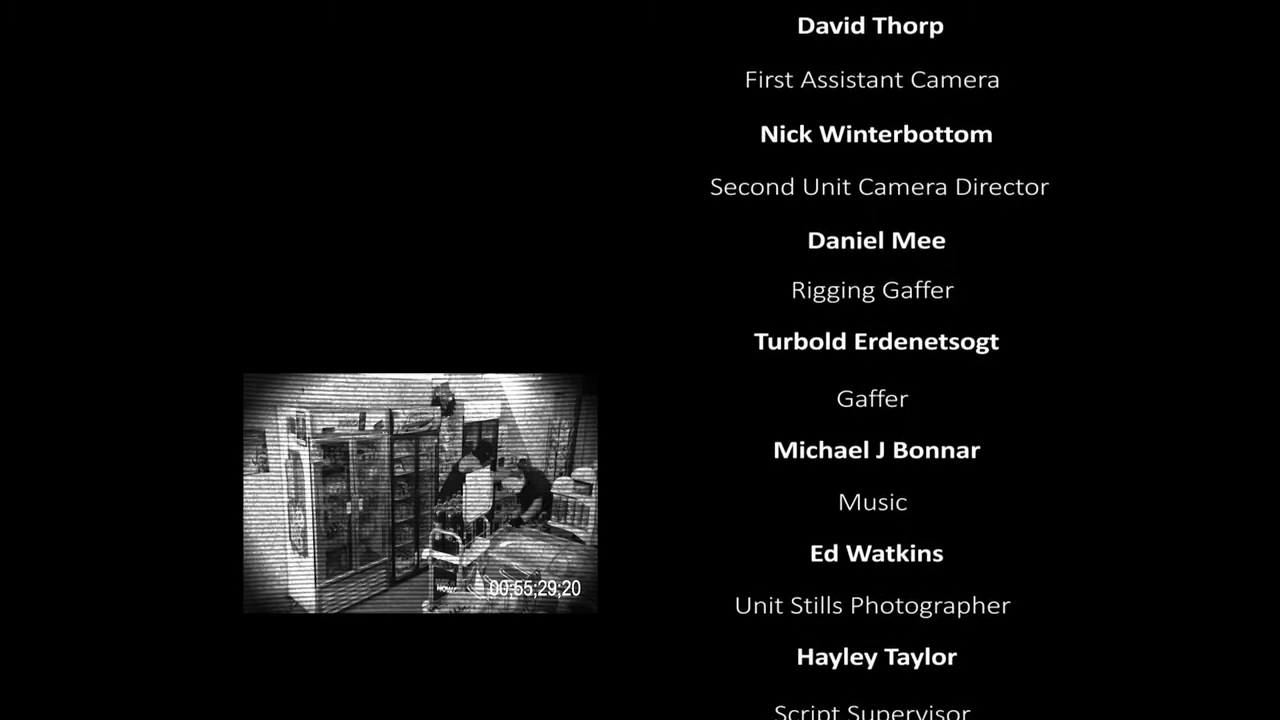 David Thorp
First Assistant Camera
Nick Winterbottom
Second Unit Camera Director
Daniel Mee
Rigging Gaffer
Turbold Erdenetsogt
Gaffer
Michael J Bonnar
Music
Ed Watkins
Unit Stills Photographer
Hayley Taylor
Script Supervisor
NOW!
00;55;29;20